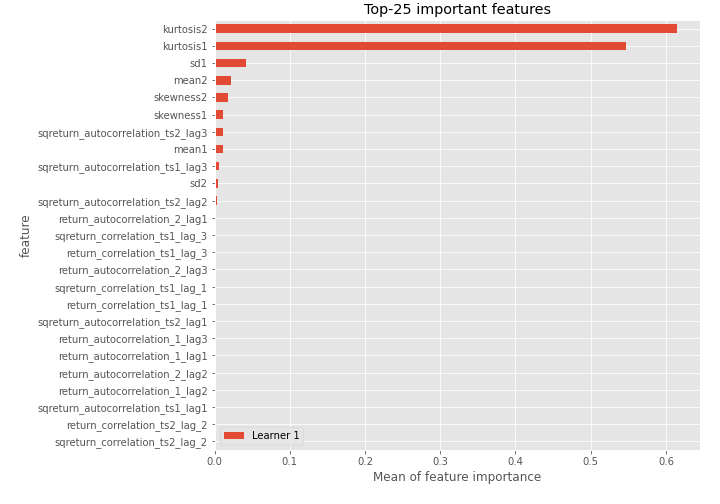 Top-25 important features
kurtosis2
kurtosis1
sd1
mean2
skewness2
skewness1
sqreturn_autocorrelation_ts2_lag3
mean1
sqreturn_autocorrelation_ts1_lag3
sd2
sqreturn_autocorrelation_ts2_lag2
return_autocorrelation_2_lag1
sqreturn_correlation_ts1_lag_3
return_correlation_ts1_lag_3
return_autocorrelation_2_lag3
sqreturn_correlation_ts1_lag_1
return_correlation_ts1_lag_1
sqreturn_autocorrelation_ts2_lag1
return_autocorrelation_1_lag3
return_autocorrelation_1_lag1
return_autocorrelation_2_lag2
return_autocorrelation_1_lag2
sqreturn_autocorrelation_ts1_lag1
return_correlation_ts2_lag_2
sqreturn_correlation_ts2_lag_2
feature
Learner 1
0.0 0.1 0.2 0.3 0.4 0.5 0.6
Mean of feature importance